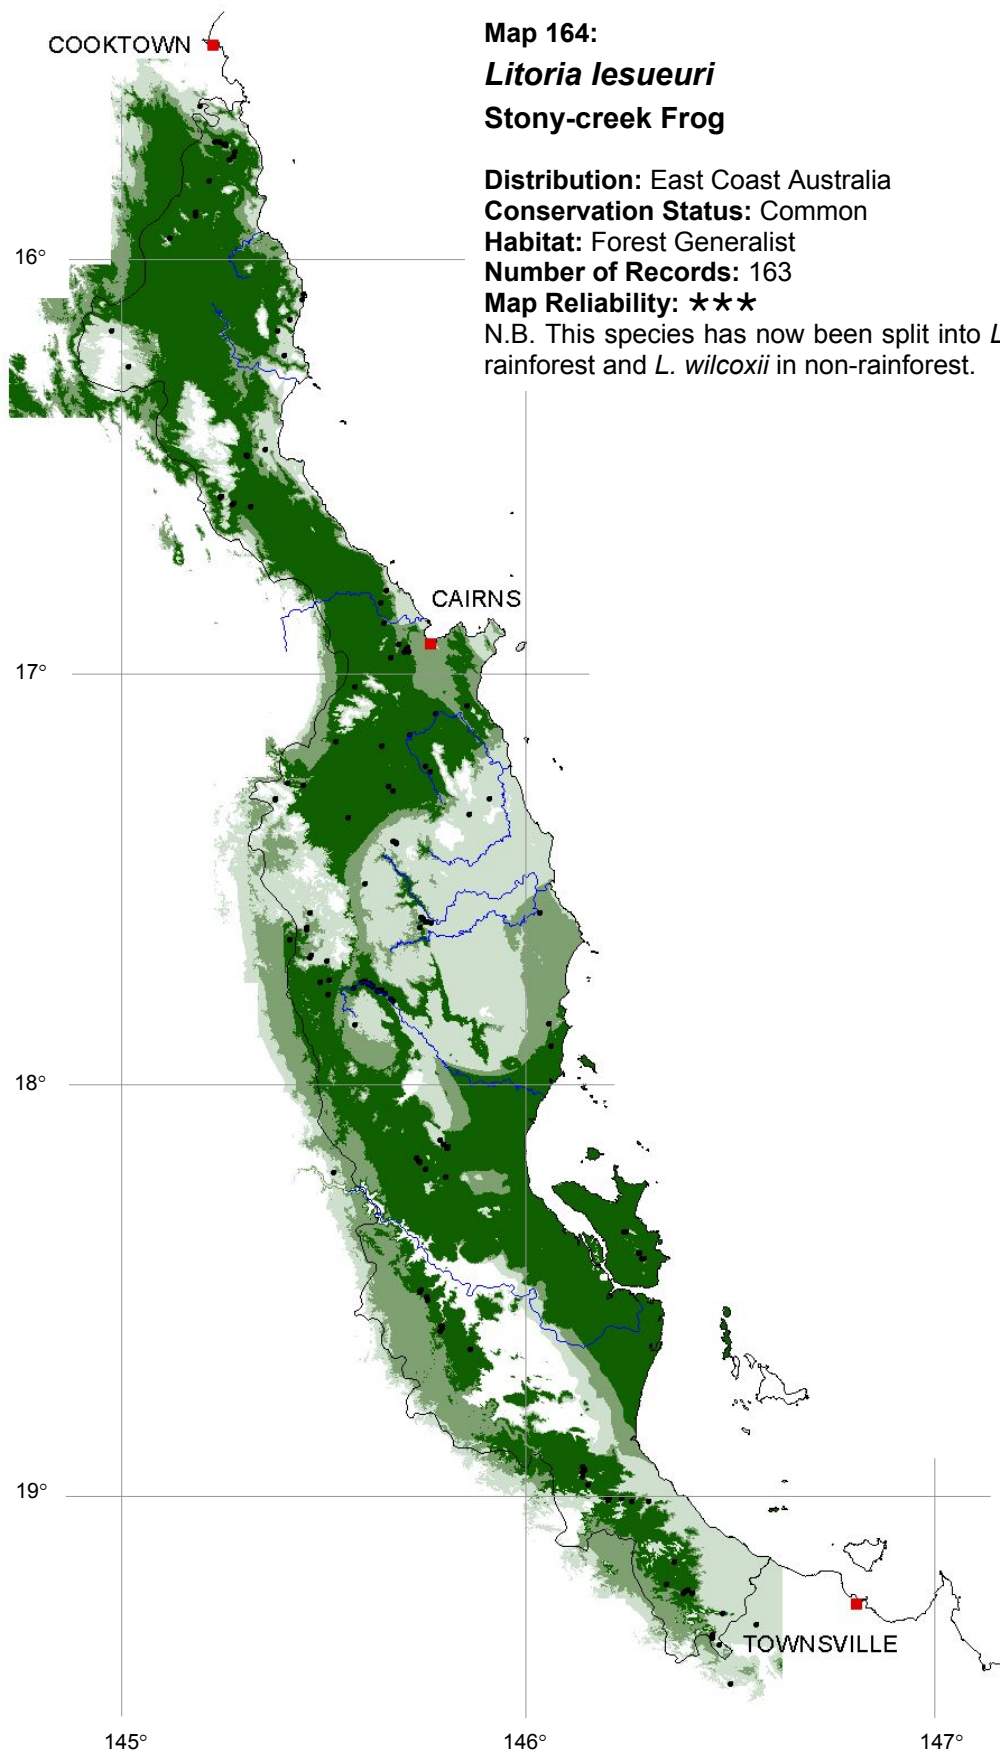 Map 164:
Litoria lesueuri
Stony-creek Frog
Distribution: East Coast Australia
Conservation Status: Common
Habitat: Forest Generalist
Number of Records: 163
Map Reliability: ★★★
N.B. This species has now been split into L
rainforest and L. wilcoxii in non-rainforest.
COOKTOWN
16°
CAIRNS
17°
18°
19°
TOWNSVILLE
145°
146°
147°